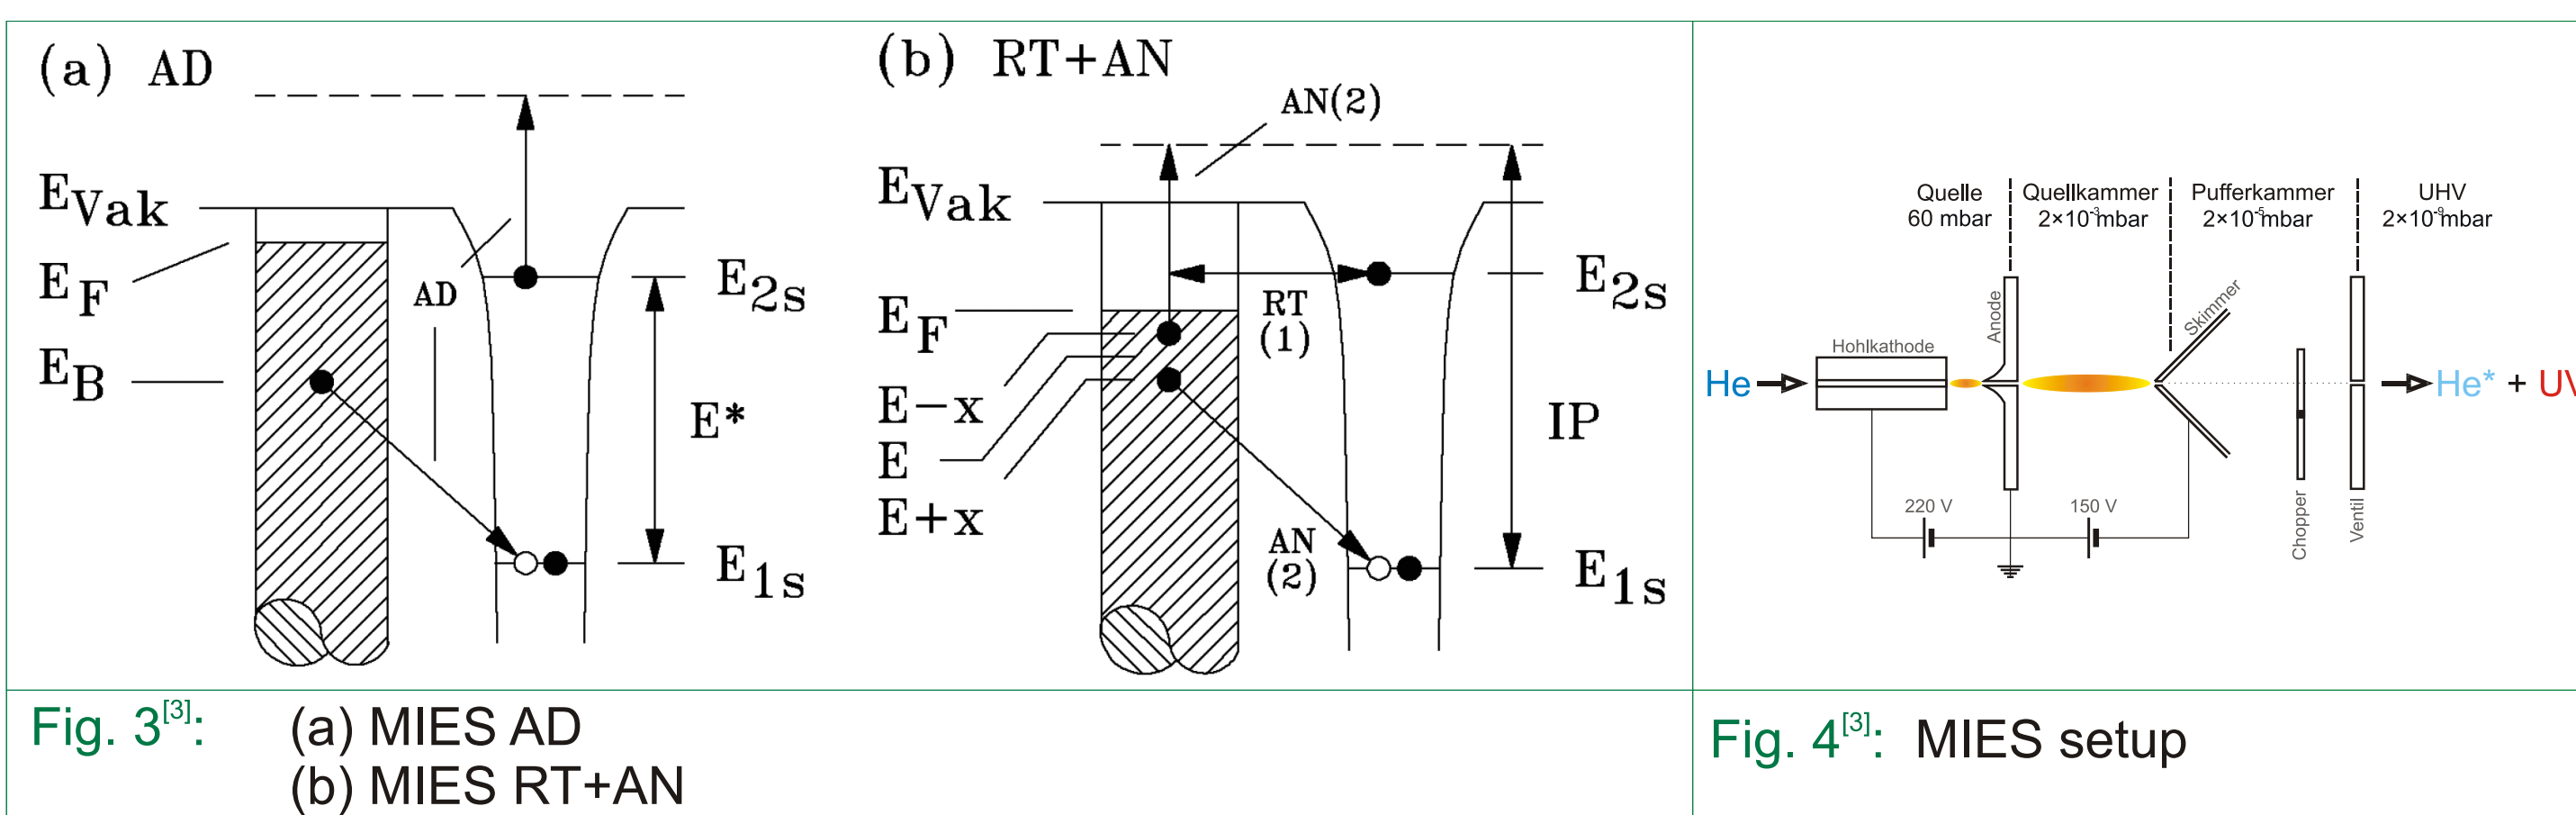 (a) AD
E_Vak
E_F
E_B
AD
E_2s
E*
E_1s
(b) RT+AN
AN(2)
E_Vak
E_F
E−x
E
E+x
RT
(1)
AN
(2)
E_2s
IP
E_1s
Quelle
60 mbar
Quellkammer
2×10⁻³mbar
Pufferkammer
2×10⁻⁵mbar
UHV
2×10⁻⁹mbar
Hohlkathode
Anode
Skimmer
He
He* + UV
220 V
150 V
Chopper
Ventil
Fig. 3[3]: (a) MIES AD
(b) MIES RT+AN
Fig. 4[3]: MIES setup